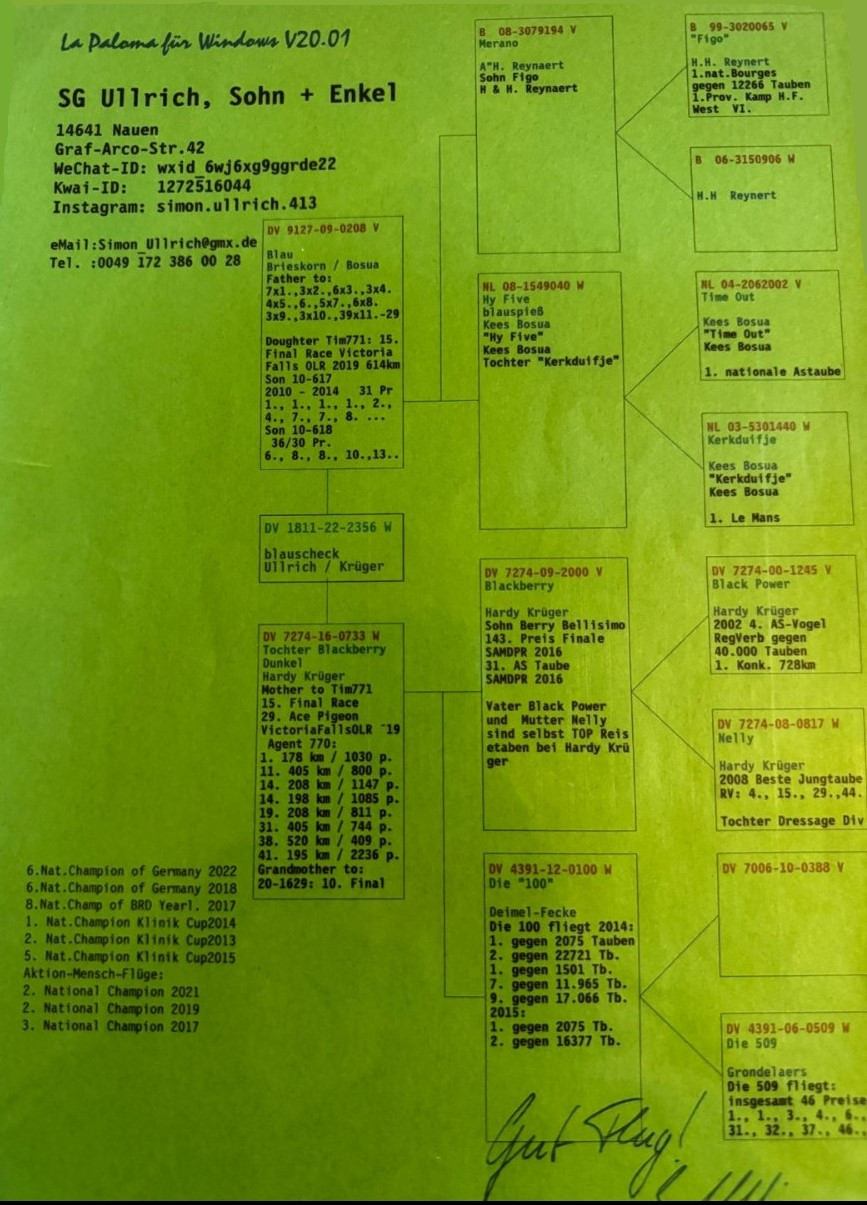 La Paloma für Windows V20.01
SG Ullrich, Sohn + Enkel
14641 Nauen
Graf-Arco-Str.42
WeChat-ID: wxid_6wj6xg9ggrde22
Kwai-ID: 1272516044
Instagram: simon.ullrich.413
eMail:Simon_Ullrich@gmx.de
Tel. :0049 172 386 00 28
DV 9127-09-0208 V
Blau
Brieskorn / Bosua
Father to:
7x1.,3x2.,6x3.,3x4.
4x5.,6.,5x7.,6x8.
3x9.,3x10.,39x11.-29
Doughter Tim771: 15.
Final Race Victoria
Falls OLR 2019 614km
Son 10-617
2010 - 2014 31 Pr
1., 1., 1., 1., 2.,
4., 7., 7., 8. ...
Son 10-618
36/30 Pr.
6., 8., 8., 10.,13..
DV 1811-22-2356 W
blauscheck
Ullrich / Krüger
DV 7274-16-0733 W
Tochter Blackberry
Dunkel
Hardy Krüger
Mother to Tim771
15. Final Race
29. Ace Pigeon
VictoriaFallsOLR ¨19
Agent 770:
1. 178 km / 1030 p.
11. 405 km / 800 p.
14. 208 km / 1147 p.
14. 198 km / 1085 p.
19. 208 km / 811 p.
31. 405 km / 744 p.
38. 520 km / 409 p.
41. 195 km / 2236 p.
Grandmother to:
20-1629: 10. Final
6.Nat.Champion of Germany 2022
6.Nat.Champion of Germany 2018
8.Nat.Champ of BRD Yearl. 2017
1. Nat.Champion Klinik Cup2014
2. Nat.Champion Klinik Cup2013
5. Nat.Champion Klinik Cup2015
Aktion-Mensch-Flüge:
2. National Champion 2021
2. National Champion 2019
3. National Champion 2017
B 08-3079194 V
Merano
A"H. Reynaert
Sohn Figo
H & H. Reynaert
NL 08-1549040 W
Hy Five
blauspieß
Kees Bosua
"Hy Five"
Kees Bosua
Tochter "Kerkduifje"
DV 7274-09-2000 V
Blackberry
Hardy Krüger
Sohn Berry Bellisimo
143. Preis Finale
SAMDPR 2016
31. AS Taube
SAMDPR 2016
Vater Black Power
und Mutter Nelly
sind selbst TOP Reis
etaben bei Hardy Krü
ger
DV 4391-12-0100 W
Die "100"
Deimel-Fecke
Die 100 fliegt 2014:
1. gegen 2075 Tauben
2. gegen 22721 Tb.
1. gegen 1501 Tb.
7. gegen 11.965 Tb.
9. gegen 17.066 Tb.
2015:
1. gegen 2075 Tb.
2. gegen 16377 Tb.
B 99-3020065 V
"Figo"
H.H. Reynert
1.nat.Bourges
gegen 12266 Tauben
1.Prov. Kamp H.F.
West VI.
B 06-3150906 W
H.H Reynert
NL 04-2062002 V
Time Out
Kees Bosua
"Time Out"
Kees Bosua
1. nationale Astaube
NL 03-5301440 W
Kerkduifje
Kees Bosua
"Kerkduifje"
Kees Bosua
1. Le Mans
DV 7274-00-1245 V
Black Power
Hardy Krüger
2002 4. AS-Vogel
RegVerb gegen
40.000 Tauben
1. Konk. 728km
DV 7274-08-0817 W
Nelly
Hardy Krüger
2008 Beste Jungtaube
RV: 4., 15., 29.,44.
Tochter Dressage Div
DV 7006-10-0388 V
DV 4391-06-0509 W
Die 509
Grondelaers
Die 509 fliegt:
insgesamt 46 Preise
1., 1., 3., 4., 6.,
31., 32., 37., 46.,
Gut Flug!